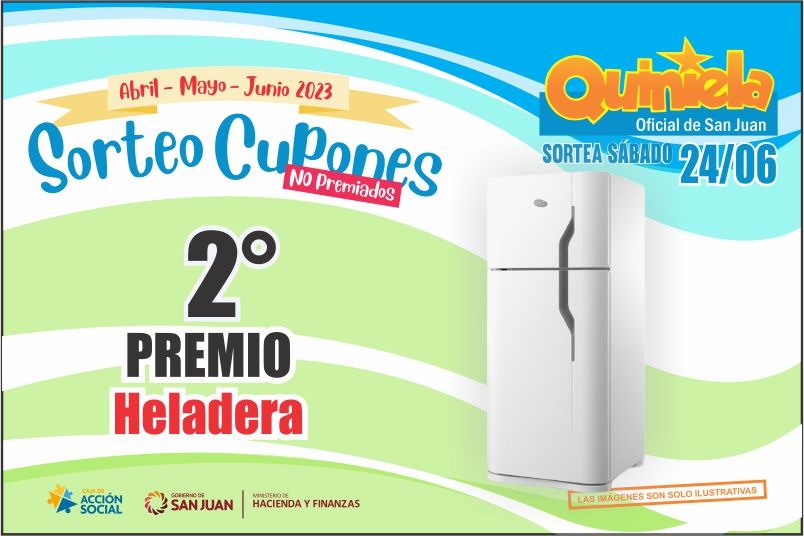 Abril - Mayo - Junio 2023
Sorteo Cupones
NO Premiados
Quiniela
Oficial de San Juan
SORTEA SÁBADO 24/06
2°
PREMIO
Heladera
CAJA DE
ACCIÓN
SOCIAL
GOBIERNO DE
SAN JUAN
MINISTERIO DE
HACIENDA Y FINANZAS
LAS IMÁGENES SON SOLO ILUSTRATIVAS